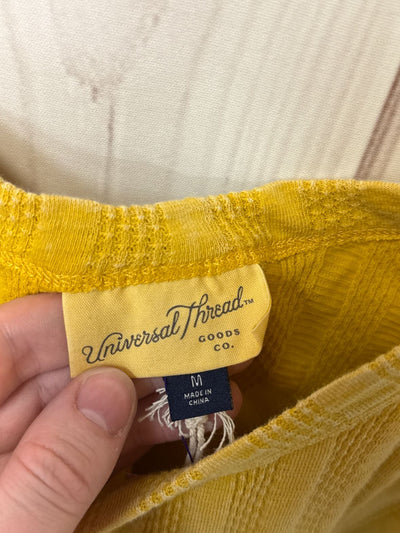 Universal Thread™
GOODS
CO.
M
MADE IN
CHINA